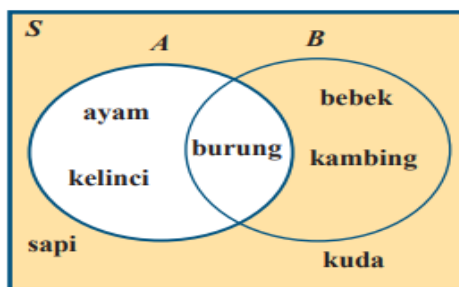 S
A B
ayam bebek
burung
kelinci kambing
sapi
kuda